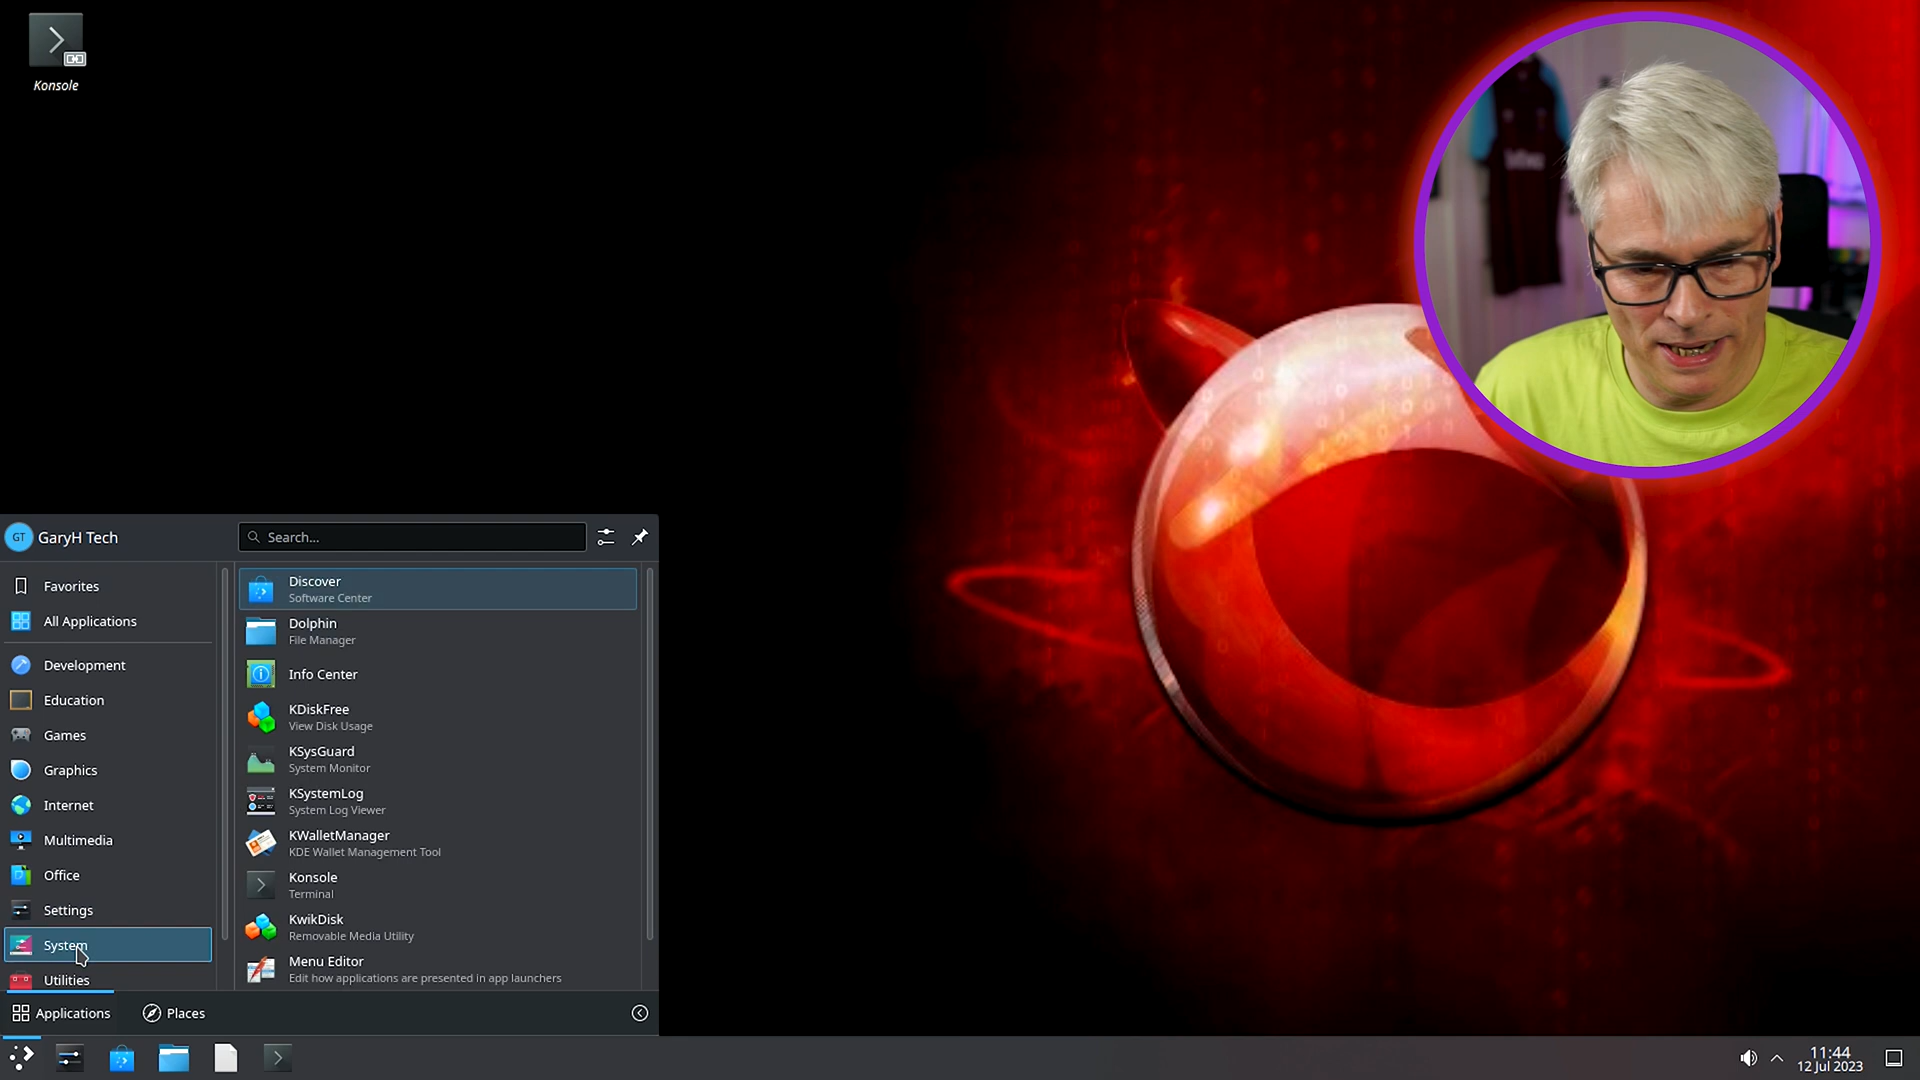 Konsole
GT
GaryH Tech
Search...
Favorites
All Applications
Development
Education
Games
Graphics
Internet
Multimedia
Office
Settings
System
Utilities
Discover
Software Center
Dolphin
File Manager
Info Center
KDiskFree
View Disk Usage
KSysGuard
System Monitor
KSystemLog
System Log Viewer
KWalletManager
KDE Wallet Management Tool
Konsole
Terminal
KwikDisk
Removable Media Utility
Menu Editor
Edit how applications are presented in app launchers
Applications
Places
11:44
12 Jul 2023